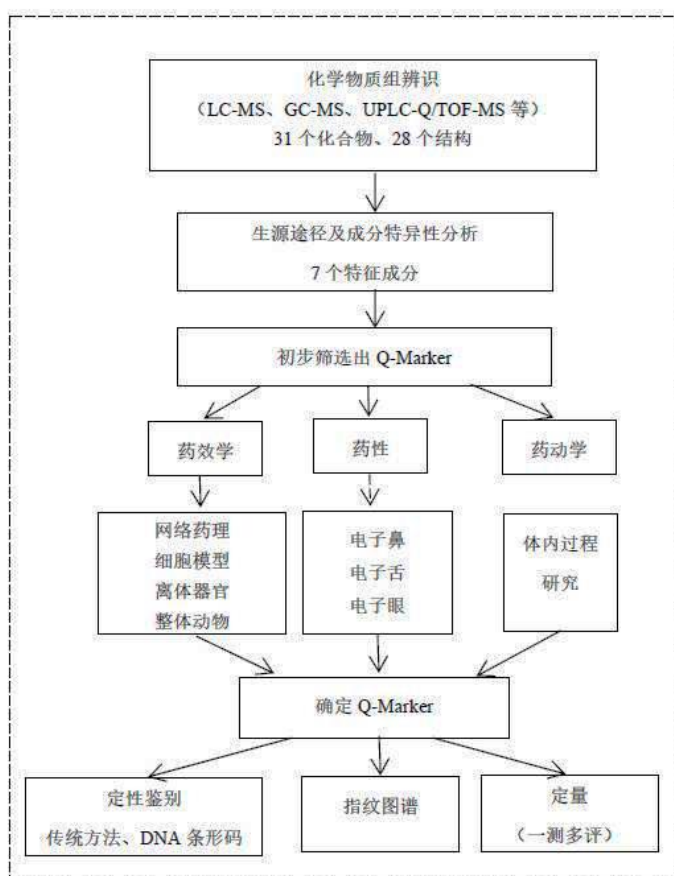 化学物质组辨识
（LC-MS、GC-MS、UPLC-Q/TOF-MS 等）
31 个化合物、28 个结构
生源途径及成分特异性分析
7 个特征成分
初步筛选出 Q-Marker
药效学
药性
药动学
网络药理
细胞模型
离体器官
整体动物
电子鼻
电子舌
电子眼
体内过程
研究
确定 Q-Marker
定性鉴别
传统方法、DNA 条形码
指纹图谱
定量
（一测多评）